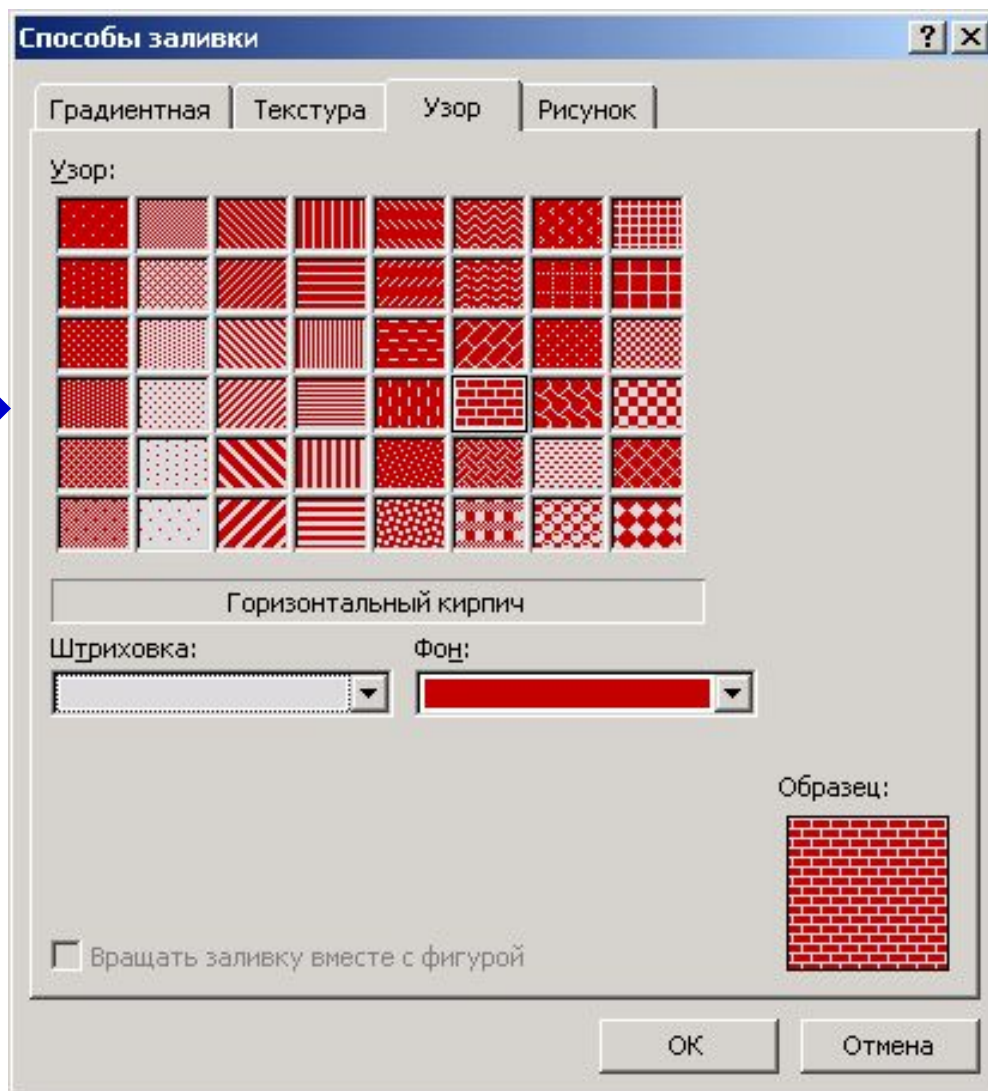 Способы заливки
Градиентная Текстура Узор Рисунок
Узор:
Горизонтальный кирпич
Штриховка: Фон:
Образец:
Вращать заливку вместе с фигурой
ОК Отмена